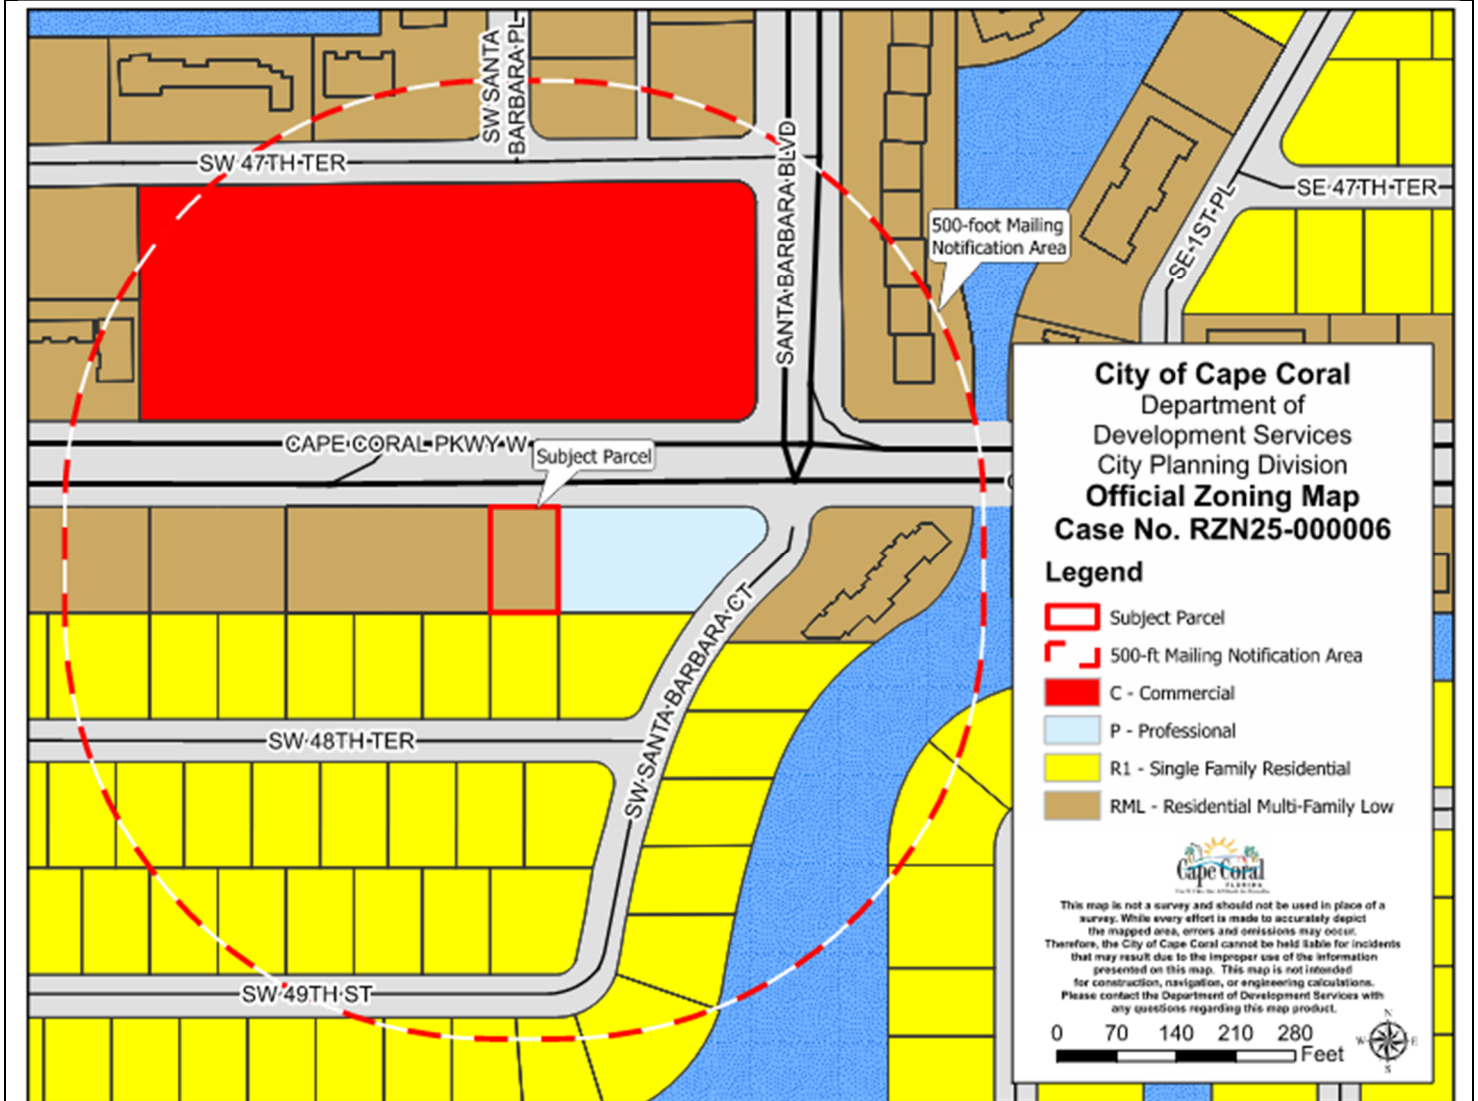 SW SANTA
BARBARA PL
SW 47TH TER
SANTA BARBARA BLVD
SE 47TH TER
SE 1ST PL
500-foot Mailing
Notification Area
CAPE CORAL PKWY W
Subject Parcel
SW SANTA BARBARA CT
SW 48TH TER
SW 49TH ST
City of Cape Coral
Department of
Development Services
City Planning Division
Official Zoning Map
Case No. RZN25-000006
Legend
Subject Parcel
500-ft Mailing Notification Area
C - Commercial
P - Professional
R1 - Single Family Residential
RML - Residential Multi-Family Low
Cape Coral
FLORIDA
This map is not a survey and should not be used in place of a
survey. While every effort is made to accurately depict
the mapped area, errors and omissions may occur.
Therefore, the City of Cape Coral cannot be held liable for incidents
that may result due to the improper use of the information
presented on this map. This map is not intended
for construction, navigation, or engineering calculations.
Please contact the Department of Development Services with
any questions regarding this map product.
0 70 140 210 280
Feet
N
W E
S